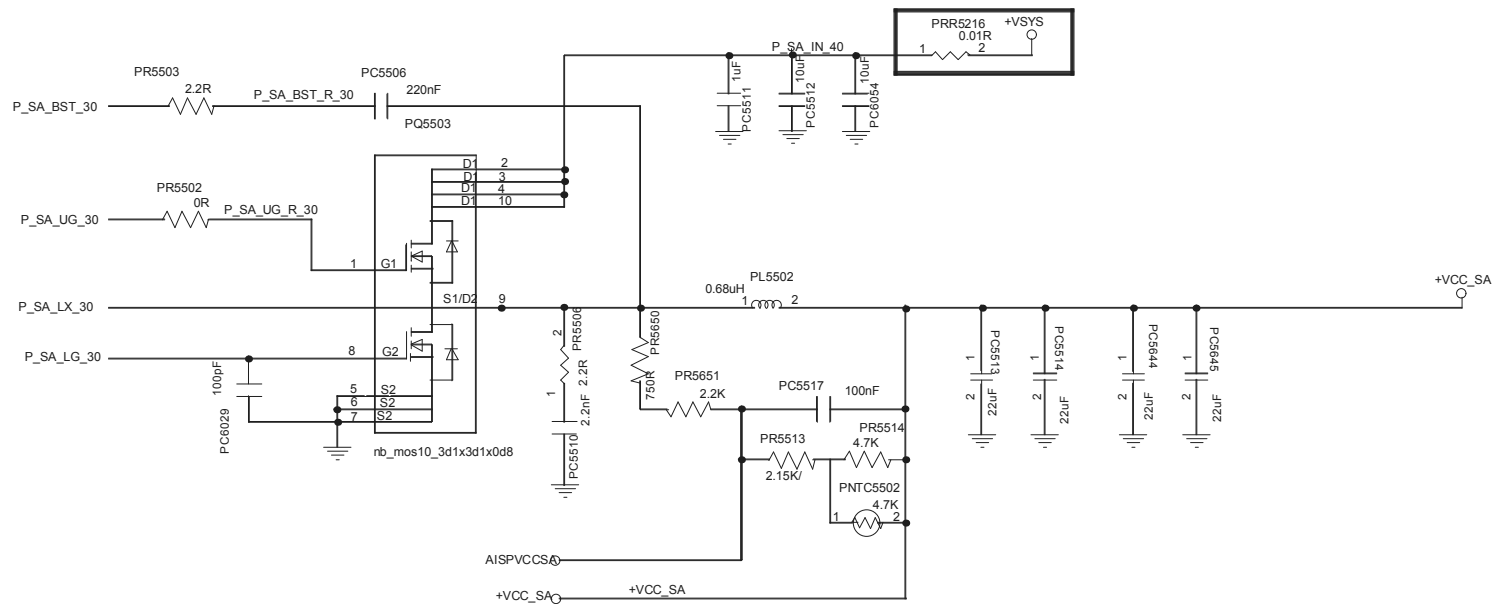 PRR5216
+VSYS
0.01R
1
2
P_SA_IN_40
1uF
PC5511
10uF
PC5512
10uF
PC6054
PR5503
2.2R
P_SA_BST_30
P_SA_BST_R_30
PC5506
220nF
PQ5503
D1 2
D1 3
D1 4
D1 10
PR5502
0R
P_SA_UG_30
P_SA_UG_R_30
1 G1
S1/D2 9
P_SA_LX_30
P_SA_LG_30
8 G2
5 S2
6 S2
7 S2
100pF
PC6029
nb_mos10_3d1x3d1x0d8
2
PR5506
2.2R
1
2.2nF
PC5510
PR5650
750R
PR5651
2.2K
PL5502
0.68uH
1
2
+VCC_SA
PC5517
100nF
PR5513
2.15K/
PR5514
4.7K
PNTC5502
4.7K
1
2
PC5513
1
2
22uF
PC5514
1
2
22uF
PC5644
1
2
22uF
PC5645
1
2
22uF
AISPVCCSA
+VCC_SA
+VCC_SA